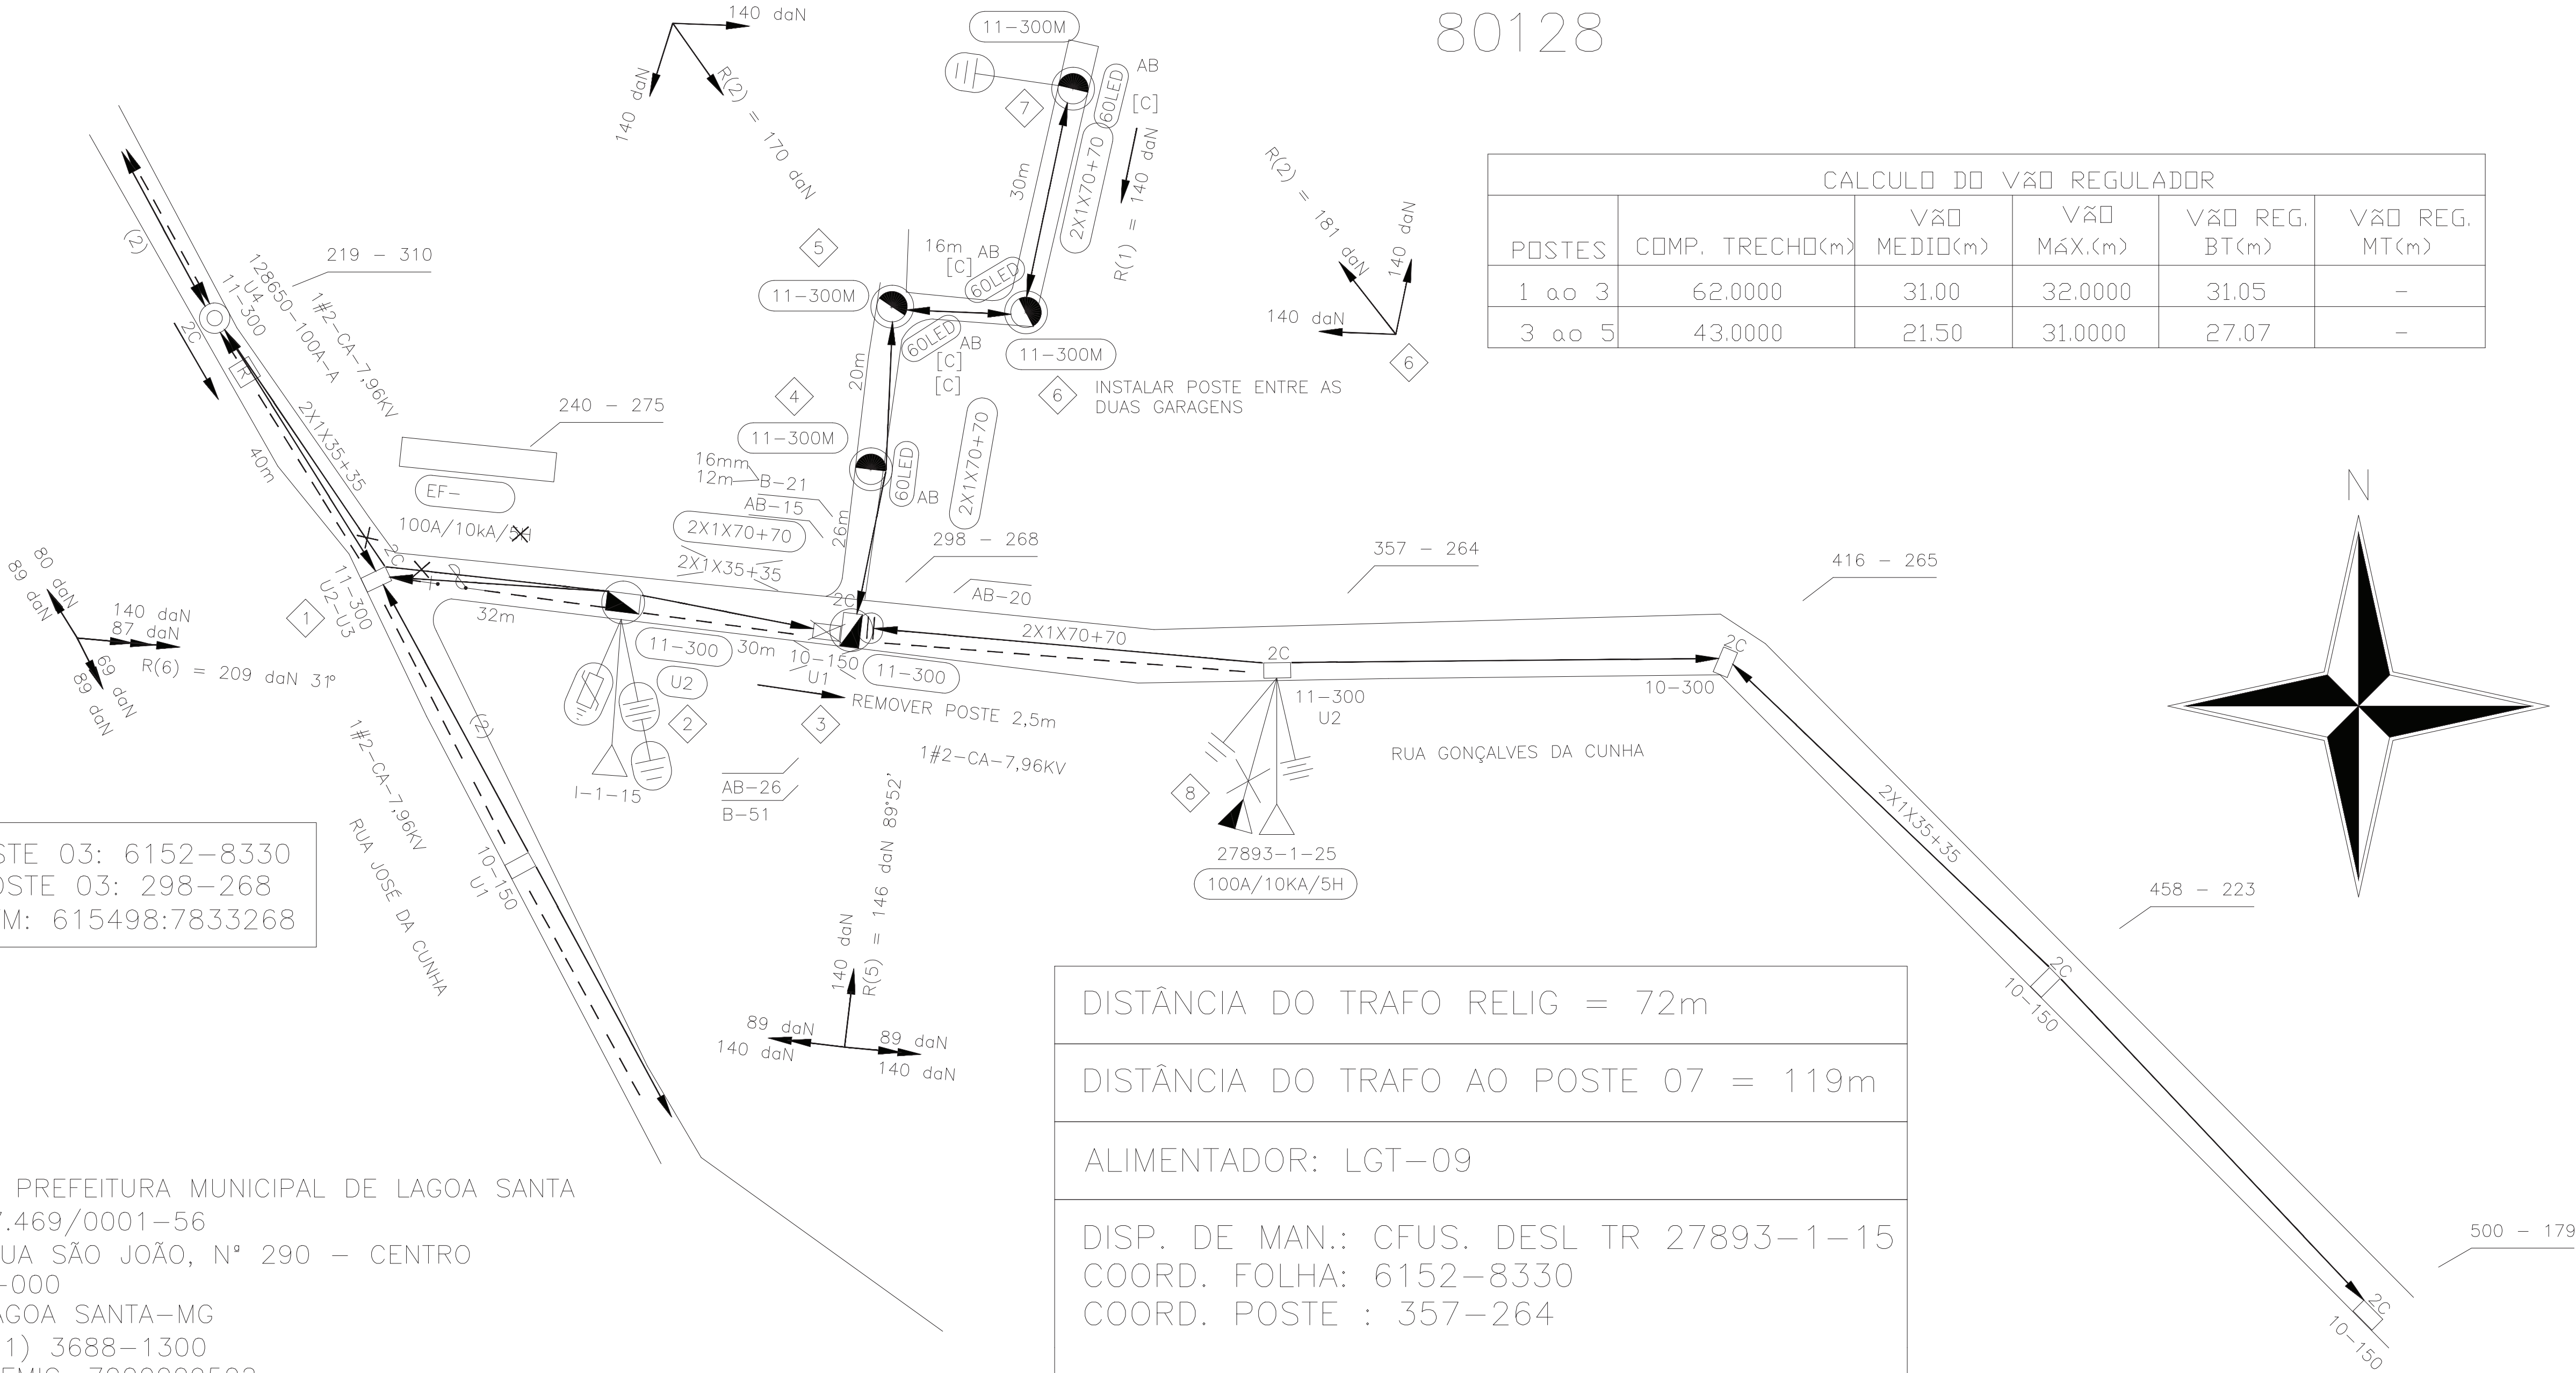 80128
140 daN
140 daN
R(2) = 170 daN
11-300M
7
60LED
AB
[C]
2X1X70+70
30m
R(1) = 140 daN
R(2) = 181 daN
140 daN
140 daN
6
CALCULO DO VÃO REGULADOR
POSTES COMP. TRECHO(m) VÃO MEDIO(m) VÃO MÁX.(m) VÃO REG. BT(m) VÃO REG. MT(m)
1 ao 3 62.0000 31.00 32.0000 31.05 -
3 ao 5 43.0000 21.50 31.0000 27.07 -
(2)
2C
219 - 310
128650-100A-A
U4
11-300
1#2-CA-7,96KV
R
2X1X35+35
40m
5
11-300M
16m
AB
[C]
60LED
60LED
AB
[C]
[C]
11-300M
6
INSTALAR POSTE ENTRE AS
DUAS GARAGENS
20m
4
11-300M
60LED
AB
2X1X70+70
240 - 275
EF-
100A/10kA/5H
16mm
12m
B-21
AB-15
26m
2X1X70+70
2X1X35+35
298 - 268
AB-20
357 - 264
416 - 265
N
80 daN
89 daN
140 daN
87 daN
69 daN
89 daN
R(6) = 209 daN 31°
1
2C
11-300
U2-U3
32m
11-300
U2
2
30m
2C
10-150
U1
11-300
3
REMOVER POSTE 2,5m
I-1-15
AB-26
B-51
1#2-CA-7,96KV
2X1X70+70
2C
11-300
U2
8
27893-1-25
100A/10KA/5H
RUA GONÇALVES DA CUNHA
2C
10-300
2X1X35+35
458 - 223
2C
10-150
500 - 179
2C
10-150
(2)
1#2-CA-7,96KV
RUA JOSÉ DA CUNHA
10-150
U1
140 daN
R(5) = 146 daN 89°52'
89 daN
140 daN
89 daN
140 daN
STE 03: 6152-8330
OSTE 03: 298-268
M: 615498:7833268
DISTÂNCIA DO TRAFO RELIG = 72m
DISTÂNCIA DO TRAFO AO POSTE 07 = 119m
ALIMENTADOR: LGT-09
DISP. DE MAN.: CFUS. DESL TR 27893-1-15
COORD. FOLHA: 6152-8330
COORD. POSTE : 357-264
PREFEITURA MUNICIPAL DE LAGOA SANTA
7.469/0001-56
UA SÃO JOÃO, Nº 290 - CENTRO
-000
AGOA SANTA-MG
1) 3688-1300